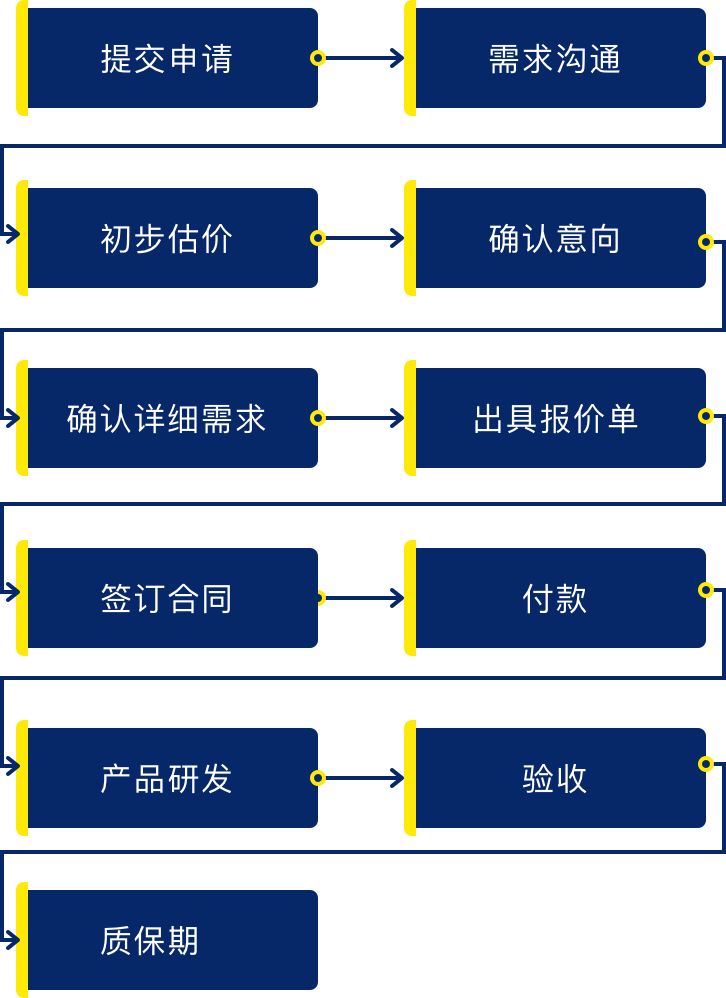 提交申请
需求沟通
初步估价
确认意向
确认详细需求
出具报价单
签订合同
付款
产品研发
验收
质保期